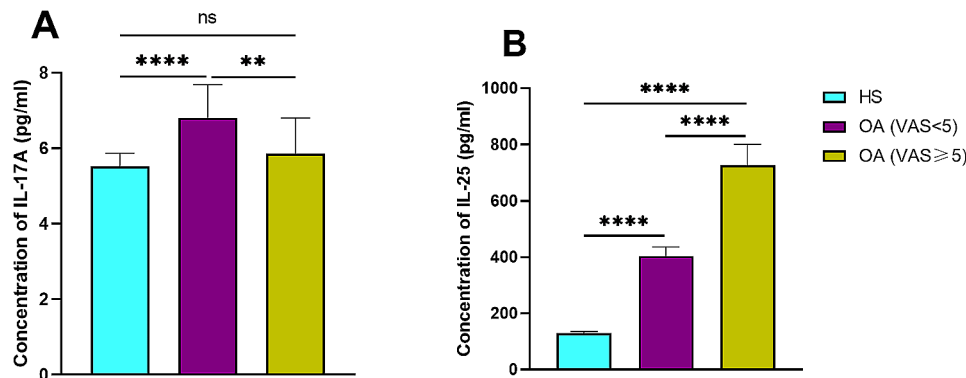 A
ns
****
**
8
6
4
2
0
Concentration of IL-17A (pg/ml)
B
****
****
****
1000
800
600
400
200
0
Concentration of IL-25 (pg/ml)
HS
OA (VAS<5)
OA (VAS≥5)